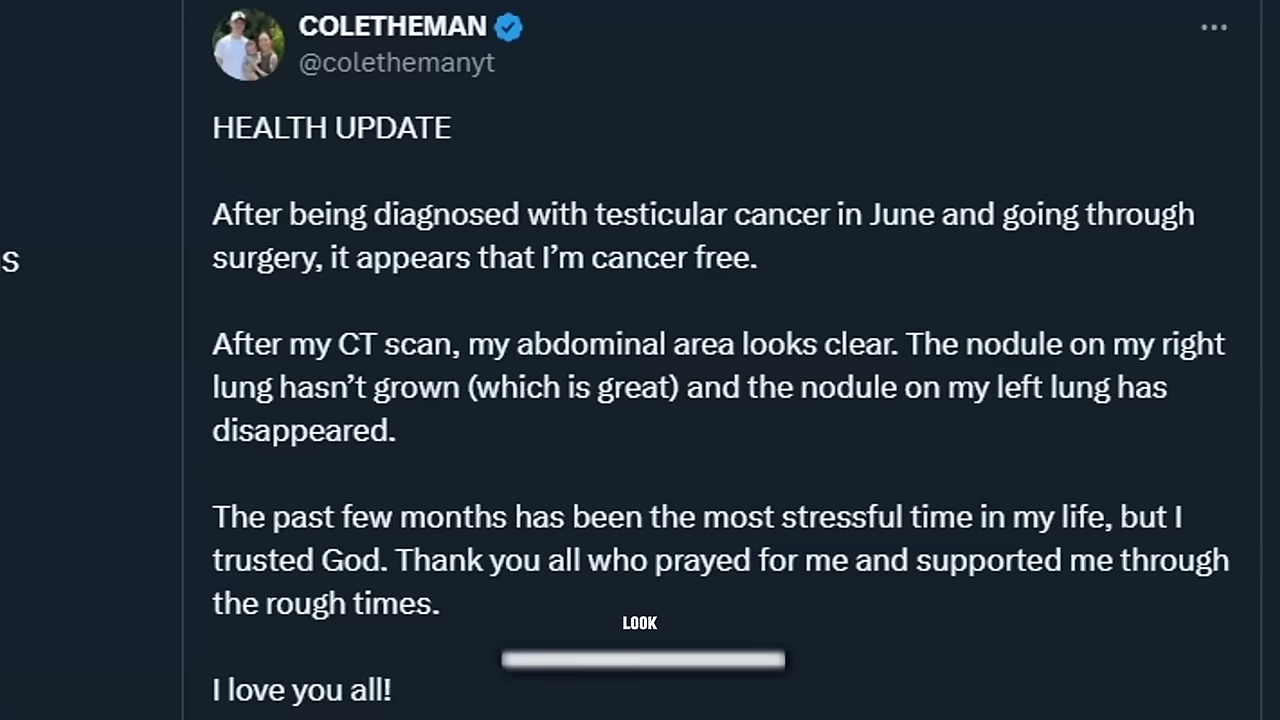 COLETHEMAN
@colethemanyt
HEALTH UPDATE
After being diagnosed with testicular cancer in June and going through
surgery, it appears that I’m cancer free.
After my CT scan, my abdominal area looks clear. The nodule on my right
lung hasn’t grown (which is great) and the nodule on my left lung has
disappeared.
The past few months has been the most stressful time in my life, but I
trusted God. Thank you all who prayed for me and supported me through
the rough times.
LOOK
I love you all!